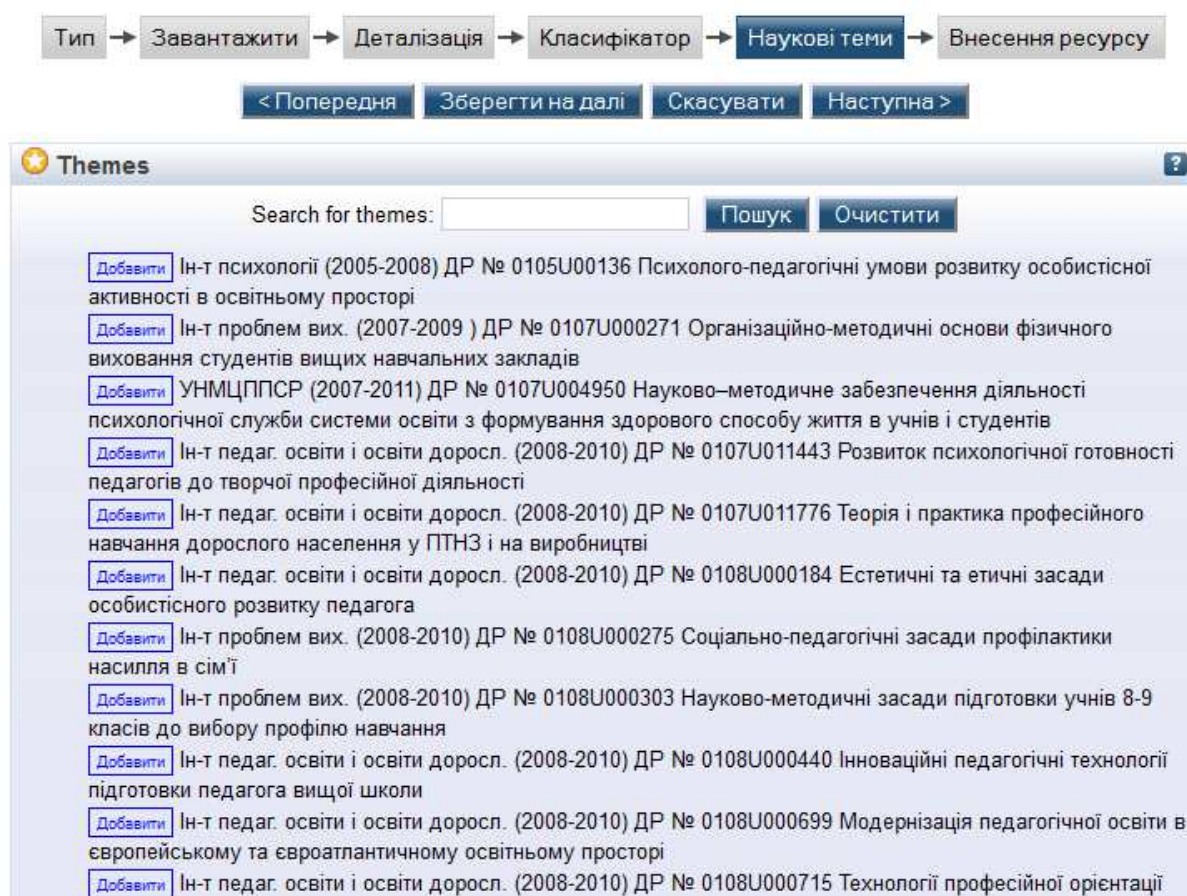 Тип → Завантажити → Деталізація → Класифікатор → Наукові теми → Внесення ресурсу
< Попередня Зберегти на далі Скасувати Наступна >
Themes ?
Search for themes: Пошук Очистити
Добавити Ін-т психології (2005-2008) ДР № 0105U00136 Психолого-педагогічні умови розвитку особистісної
активності в освітньому просторі
Добавити Ін-т проблем вих. (2007-2009 ) ДР № 0107U000271 Організаційно-методичні основи фізичного
виховання студентів вищих навчальних закладів
Добавити УНМЦППСР (2007-2011) ДР № 0107U004950 Науково–методичне забезпечення діяльності
психологічної служби системи освіти з формування здорового способу життя в учнів і студентів
Добавити Ін-т педаг. освіти і освіти доросл. (2008-2010) ДР № 0107U011443 Розвиток психологічної готовності
педагогів до творчої професійної діяльності
Добавити Ін-т педаг. освіти і освіти доросл. (2008-2010) ДР № 0107U011776 Теорія і практика професійного
навчання дорослого населення у ПТНЗ і на виробництві
Добавити Ін-т педаг. освіти і освіти доросл. (2008-2010) ДР № 0108U000184 Естетичні та етичні засади
особистісного розвитку педагога
Добавити Ін-т проблем вих. (2008-2010) ДР № 0108U000275 Соціально-педагогічні засади профілактики
насилля в сім'ї
Добавити Ін-т проблем вих. (2008-2010) ДР № 0108U000303 Науково-методичні засади підготовки учнів 8-9
класів до вибору профілю навчання
Добавити Ін-т педаг. освіти і освіти доросл. (2008-2010) ДР № 0108U000440 Інноваційні педагогічні технології
підготовки педагога вищої школи
Добавити Ін-т педаг. освіти і освіти доросл. (2008-2010) ДР № 0108U000699 Модернізація педагогічної освіти в
європейському та євроатлантичному освітньому просторі
Добавити Ін-т педаг. освіти і освіти доросл. (2008-2010) ДР № 0108U000715 Технології професійної орієнтації